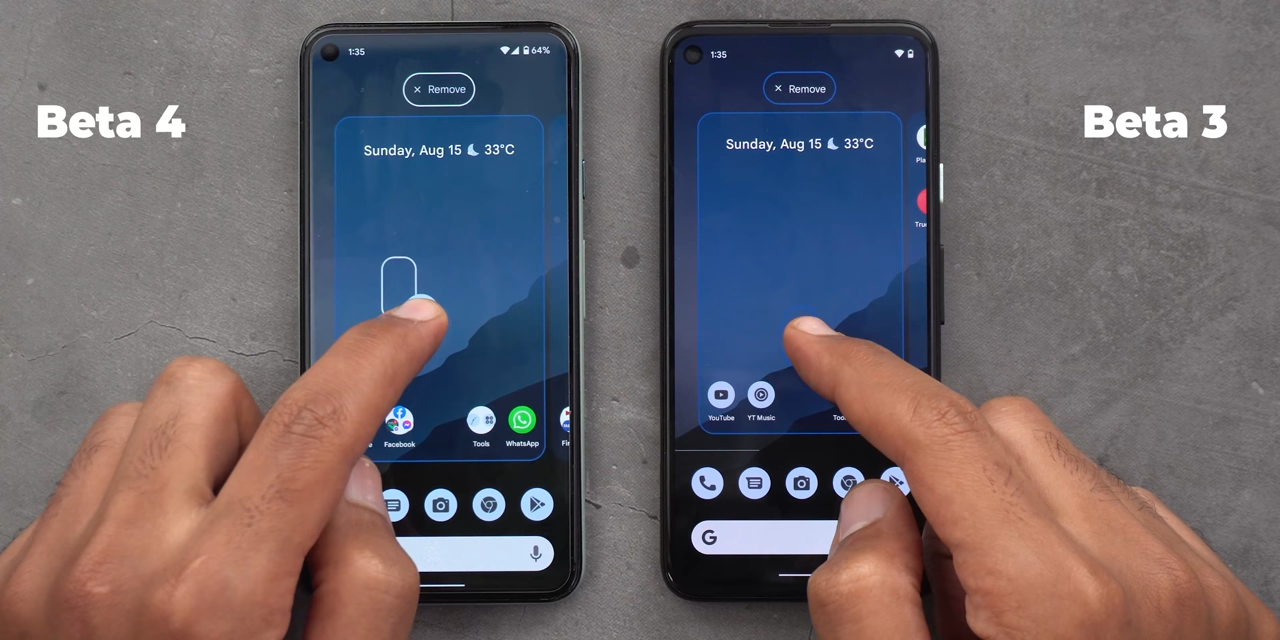 Beta 4
1:35
64%
× Remove
Sunday, Aug 15 33°C
Facebook
Tools
WhatsApp
Beta 3
1:35
× Remove
Sunday, Aug 15 33°C
YouTube
YT Music
G